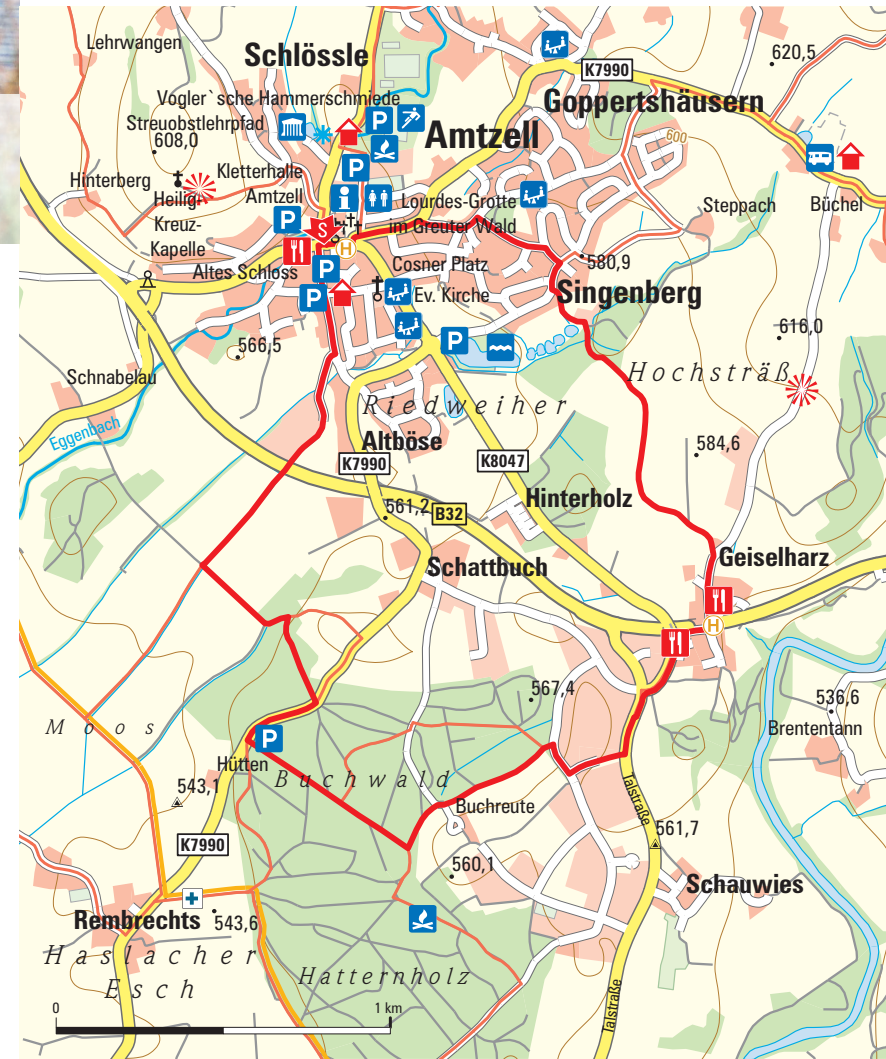 Lehrwangen
Schlössle
620,5
K7990
Goppertshäusern
Vogler`sche Hammerschmiede
Streuobstlehrpfad
P
Amtzell
600
608,0
Hinterberg
Kletterhalle
Amtzell
P
i
Lourdes-Grotte
im Greuter Wald
Steppach
Büchel
Heilig-
Kreuz-
Kapelle
P
S
H
Altes Schloss
P
Cosner Platz
580,9
P
Ev. Kirche
Singenberg
616,0
566,5
P
Schnabelau
Hochsträß
Riedweiher
Eggenbach
Altböse
584,6
K7990
K8047
561,2
B32
Hinterholz
Schattbuch
Geiselharz
H
567,4
536,6
Moos
P
Brententann
Hütten
Buchwald
543,1
Buchreute
Talstraße
561,7
K7990
560,1
Schauwies
Rembrechts
543,6
Haslacher
Esch
Hatternholz
Talstraße
0
1 km